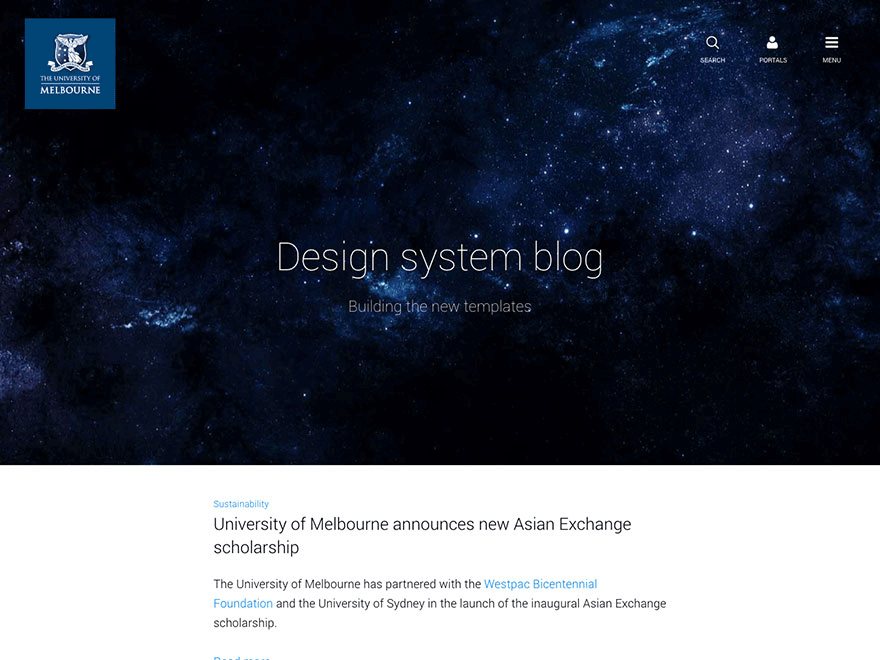 THE UNIVERSITY OF
MELBOURNE
SEARCH
PORTALS
MENU
Design system blog
Building the new templates
Sustainability
University of Melbourne announces new Asian Exchange
scholarship
The University of Melbourne has partnered with the Westpac Bicentennial
Foundation and the University of Sydney in the launch of the inaugural Asian Exchange
scholarship.
Read more